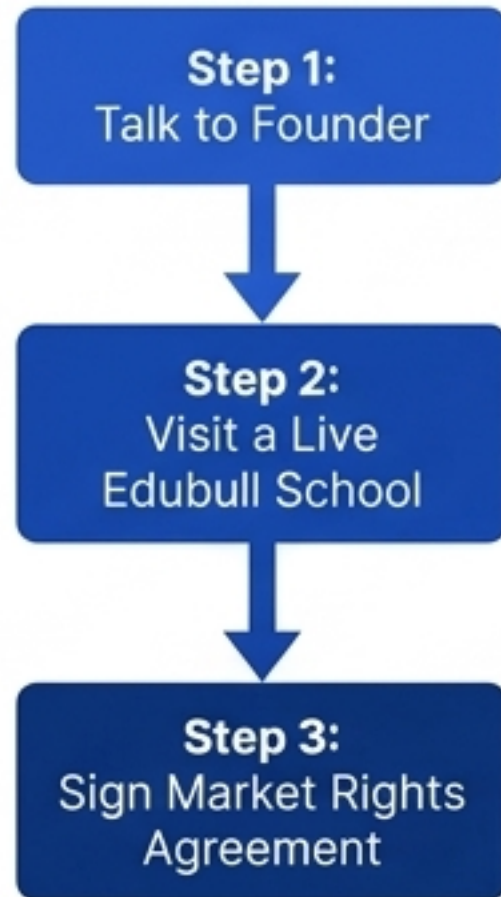 Step 1:
Talk to Founder
Step 2:
Visit a Live
Edubull School
Step 3:
Sign Market Rights
Agreement